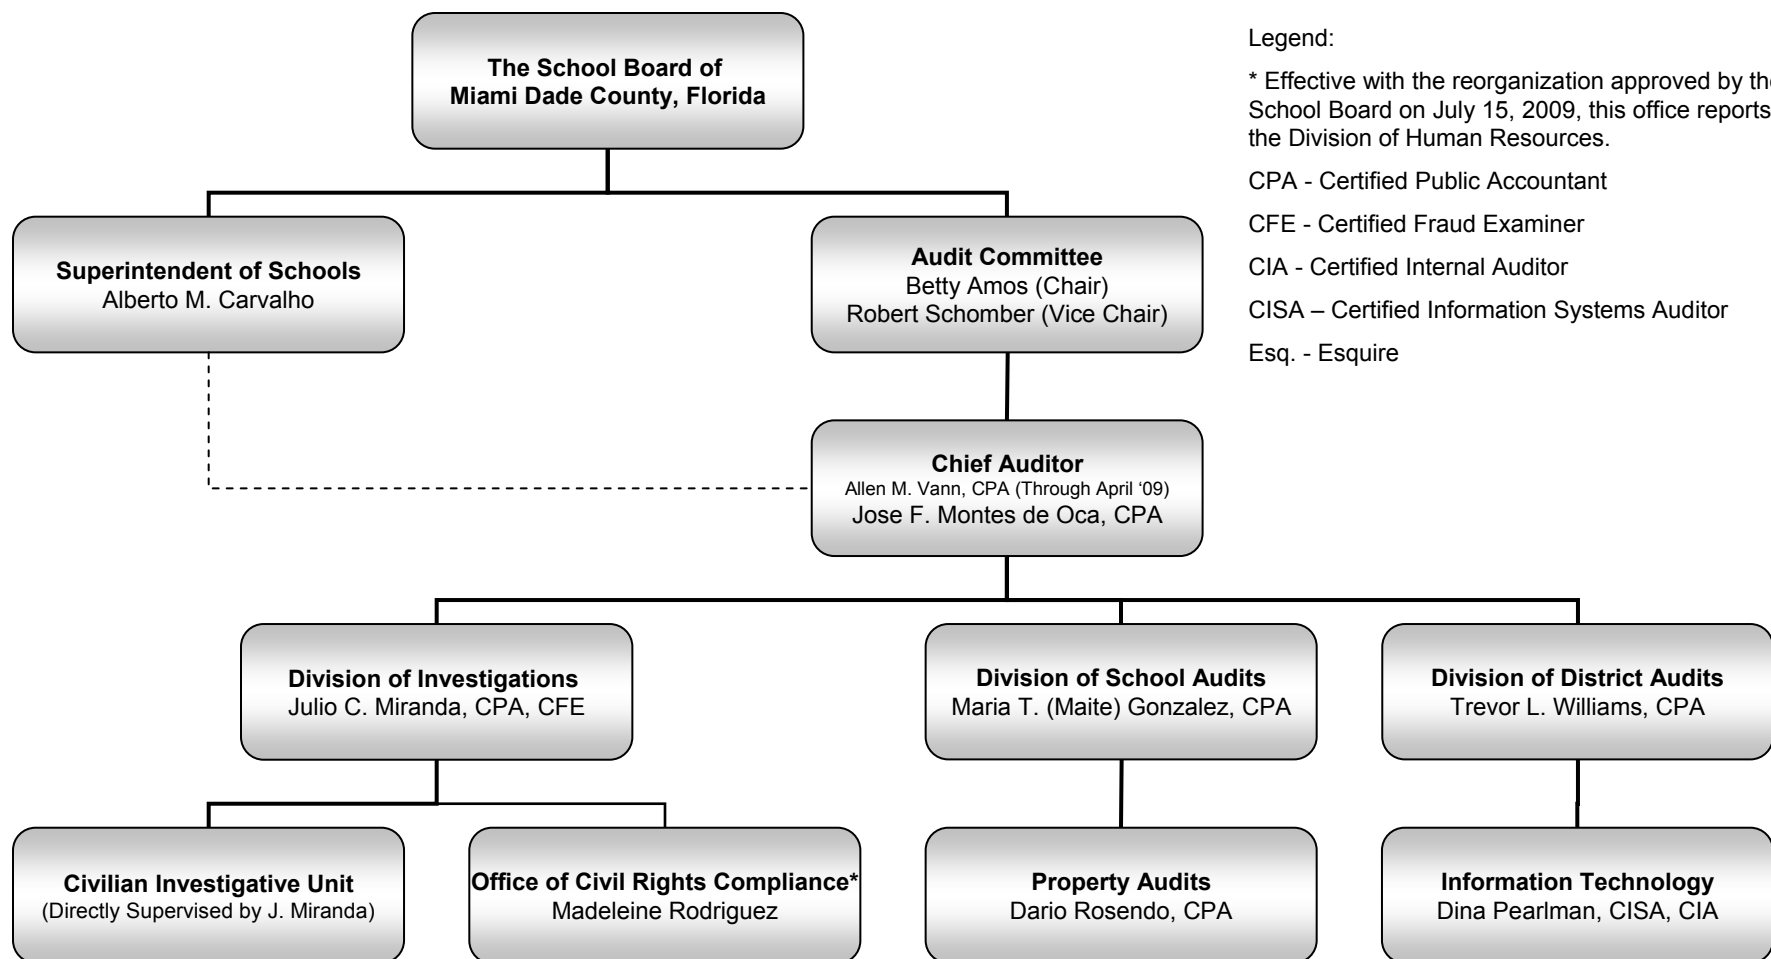 The School Board of
Miami Dade County, Florida
Legend:
* Effective with the reorganization approved by the
School Board on July 15, 2009, this office reports
the Division of Human Resources.
CPA - Certified Public Accountant
CFE - Certified Fraud Examiner
CIA - Certified Internal Auditor
CISA – Certified Information Systems Auditor
Esq. - Esquire
Superintendent of Schools
Alberto M. Carvalho
Audit Committee
Betty Amos (Chair)
Robert Schomber (Vice Chair)
Chief Auditor
Allen M. Vann, CPA (Through April ‘09)
Jose F. Montes de Oca, CPA
Division of Investigations
Julio C. Miranda, CPA, CFE
Division of School Audits
Maria T. (Maite) Gonzalez, CPA
Division of District Audits
Trevor L. Williams, CPA
Civilian Investigative Unit
(Directly Supervised by J. Miranda)
Office of Civil Rights Compliance*
Madeleine Rodriguez
Property Audits
Dario Rosendo, CPA
Information Technology
Dina Pearlman, CISA, CIA